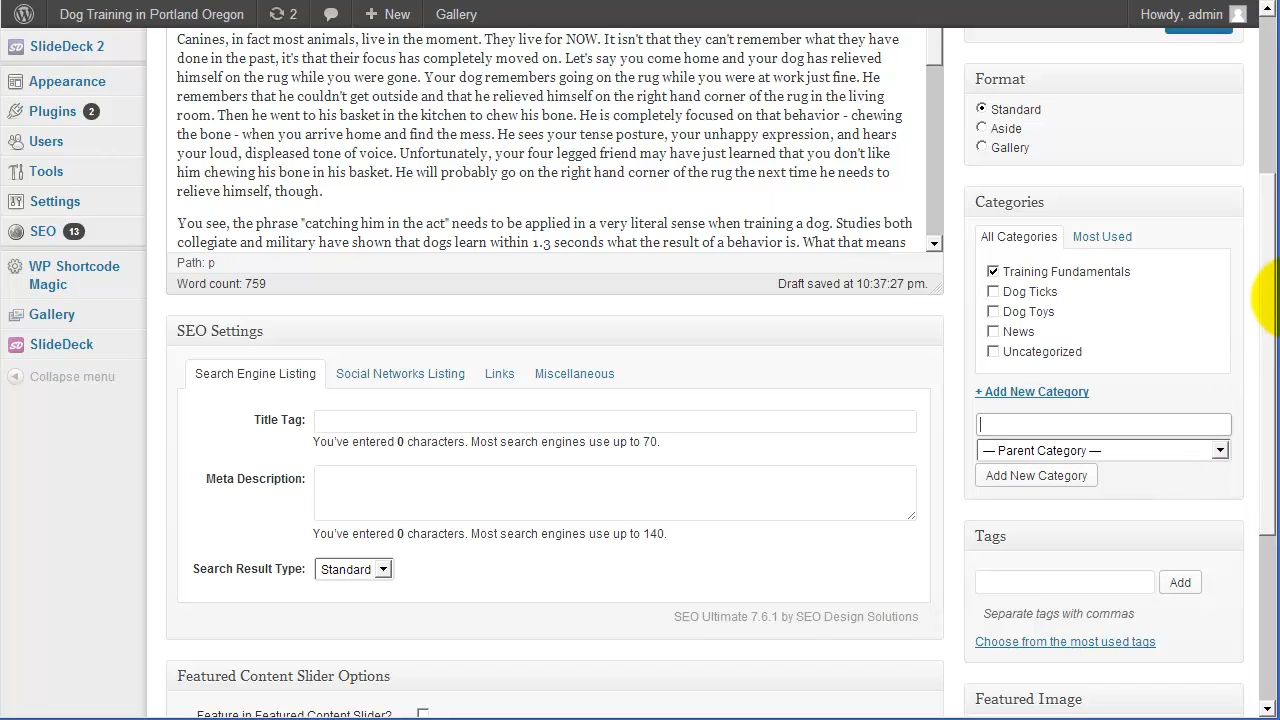 Dog Training in Portland Oregon
2
New
Gallery
Howdy, admin
SlideDeck 2
Appearance
Plugins 2
Users
Tools
Settings
SEO 13
WP Shortcode
Magic
Gallery
SlideDeck
Collapse menu
Canines, in fact most animals, live in the moment. They live for NOW. It isn't that they can't remember what they have
done in the past, it's that their focus has completely moved on. Let's say you come home and your dog has relieved
himself on the rug while you were gone. Your dog remembers going on the rug while you were at work just fine. He
remembers that he couldn't get outside and that he relieved himself on the right hand corner of the rug in the living
room. Then he went to his basket in the kitchen to chew his bone. He is completely focused on that behavior - chewing
the bone - when you arrive home and find the mess. He sees your tense posture, your unhappy expression, and hears
your loud, displeased tone of voice. Unfortunately, your four legged friend may have just learned that you don't like
him chewing his bone in his basket. He will probably go on the right hand corner of the rug the next time he needs to
relieve himself, though.
You see, the phrase "catching him in the act" needs to be applied in a very literal sense when training a dog. Studies both
collegiate and military have shown that dogs learn within 1.3 seconds what the result of a behavior is. What that means
Path: p
Word count: 759
Draft saved at 10:37:27 pm.
SEO Settings
Search Engine Listing
Social Networks Listing
Links
Miscellaneous
Title Tag:
You've entered 0 characters. Most search engines use up to 70.
Meta Description:
You've entered 0 characters. Most search engines use up to 140.
Search Result Type:
Standard
SEO Ultimate 7.6.1 by SEO Design Solutions
Featured Content Slider Options
Feature in Featured Content Slider?
Format
Standard
Aside
Gallery
Categories
All Categories
Most Used
Training Fundamentals
Dog Ticks
Dog Toys
News
Uncategorized
+ Add New Category
— Parent Category —
Add New Category
Tags
Add
Separate tags with commas
Choose from the most used tags
Featured Image